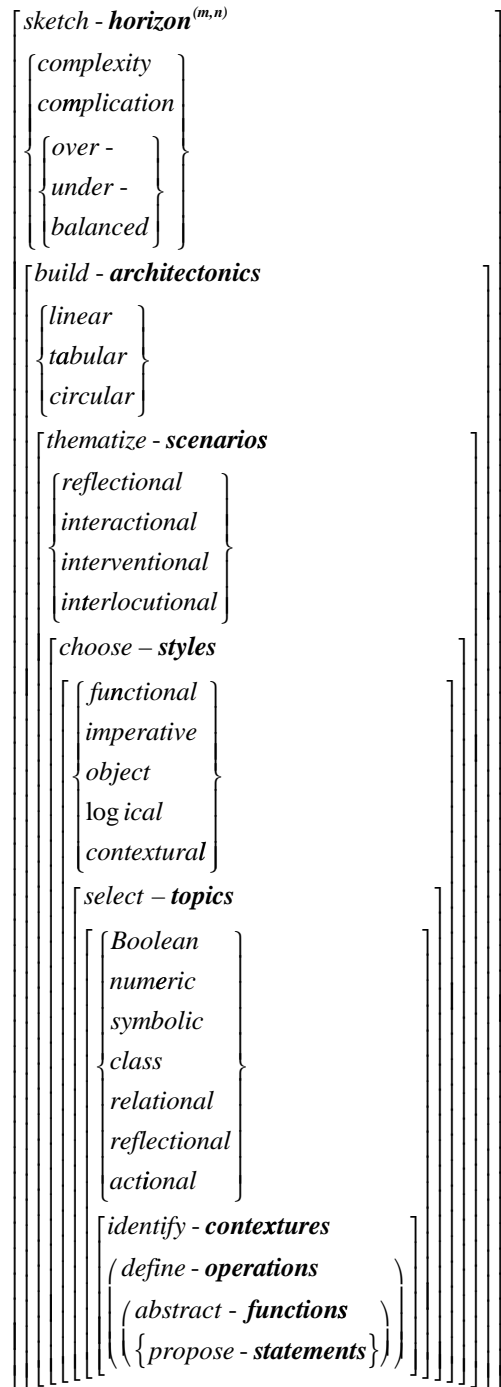 sketch - horizon(m,n)
complexity
complication
over -
under -
balanced
build - architectonics
linear
tabular
circular
thematize - scenarios
reflectional
interactional
interventional
interlocutional
choose – styles
functional
imperative
object
log ical
contextural
select – topics
Boolean
numeric
symbolic
class
relational
reflectional
actional
identify - contextures
define - operations
abstract - functions
{propose - statements}